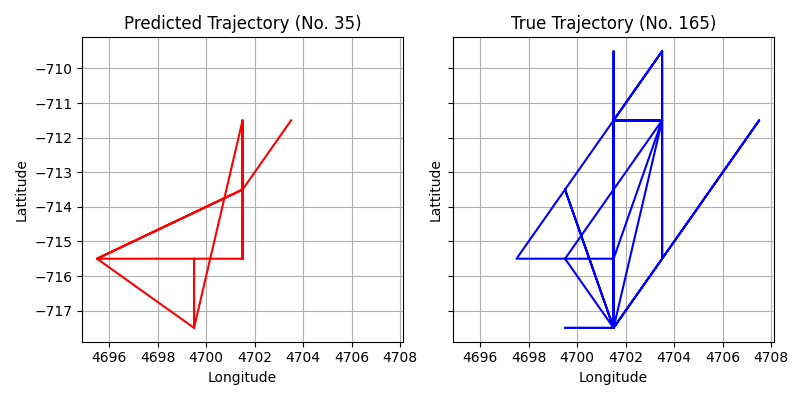 Predicted Trajectory (No. 35)
True Trajectory (No. 165)
Lattitude
−710
−711
−712
−713
−714
−715
−716
−717
4696 4698 4700 4702 4704 4706 4708
Longitude
Lattitude
4696 4698 4700 4702 4704 4706 4708
Longitude